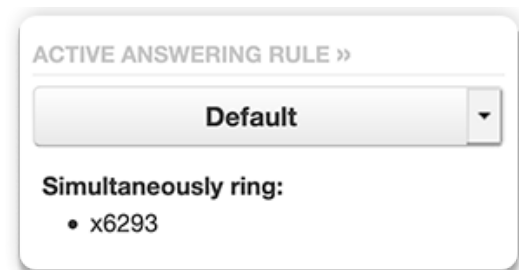 ACTIVE ANSWERING RULE »
Default
Simultaneously ring:
• x6293